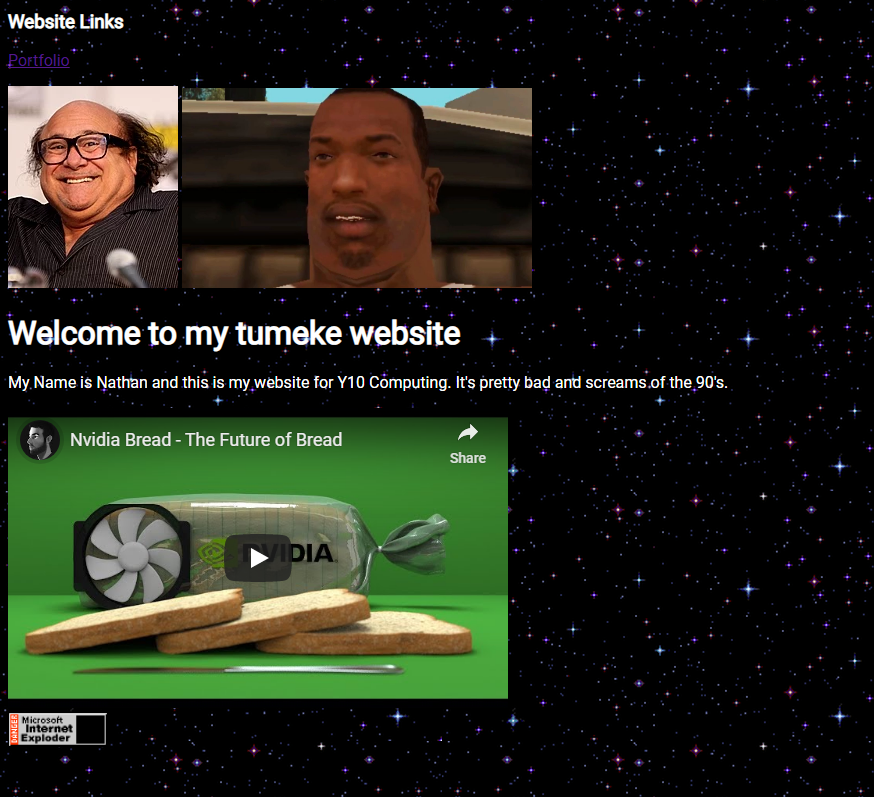 Website Links
Portfolio
Welcome to my tumeke website
My Name is Nathan and this is my website for Y10 Computing. It's pretty bad and screams of the 90's.
Nvidia Bread - The Future of Bread
Share
NVIDIA
DANGER
Microsoft
Internet
Exploder